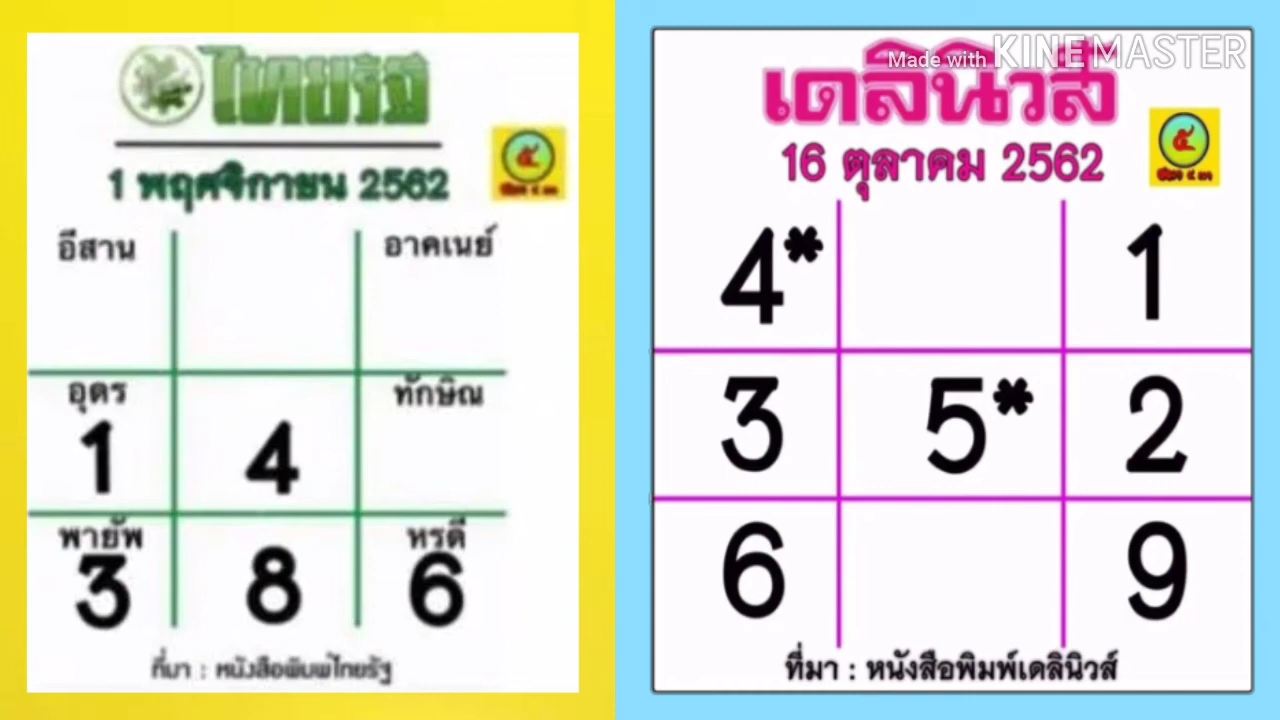 ไทยรัฐ
1 พฤศจิกายน 2562
๕
อีสาน
อาคเนย์
อุดร
ทักษิณ
1 4
พายัพ
หรดี
3 8 6
ที่มา : หนังสือพิมพ์ไทยรัฐ
Made with KINEMASTER
เดลินิวส์
16 ตุลาคม 2562
๕
4* 1
3 5* 2
6 9
ที่มา : หนังสือพิมพ์เดลินิวส์